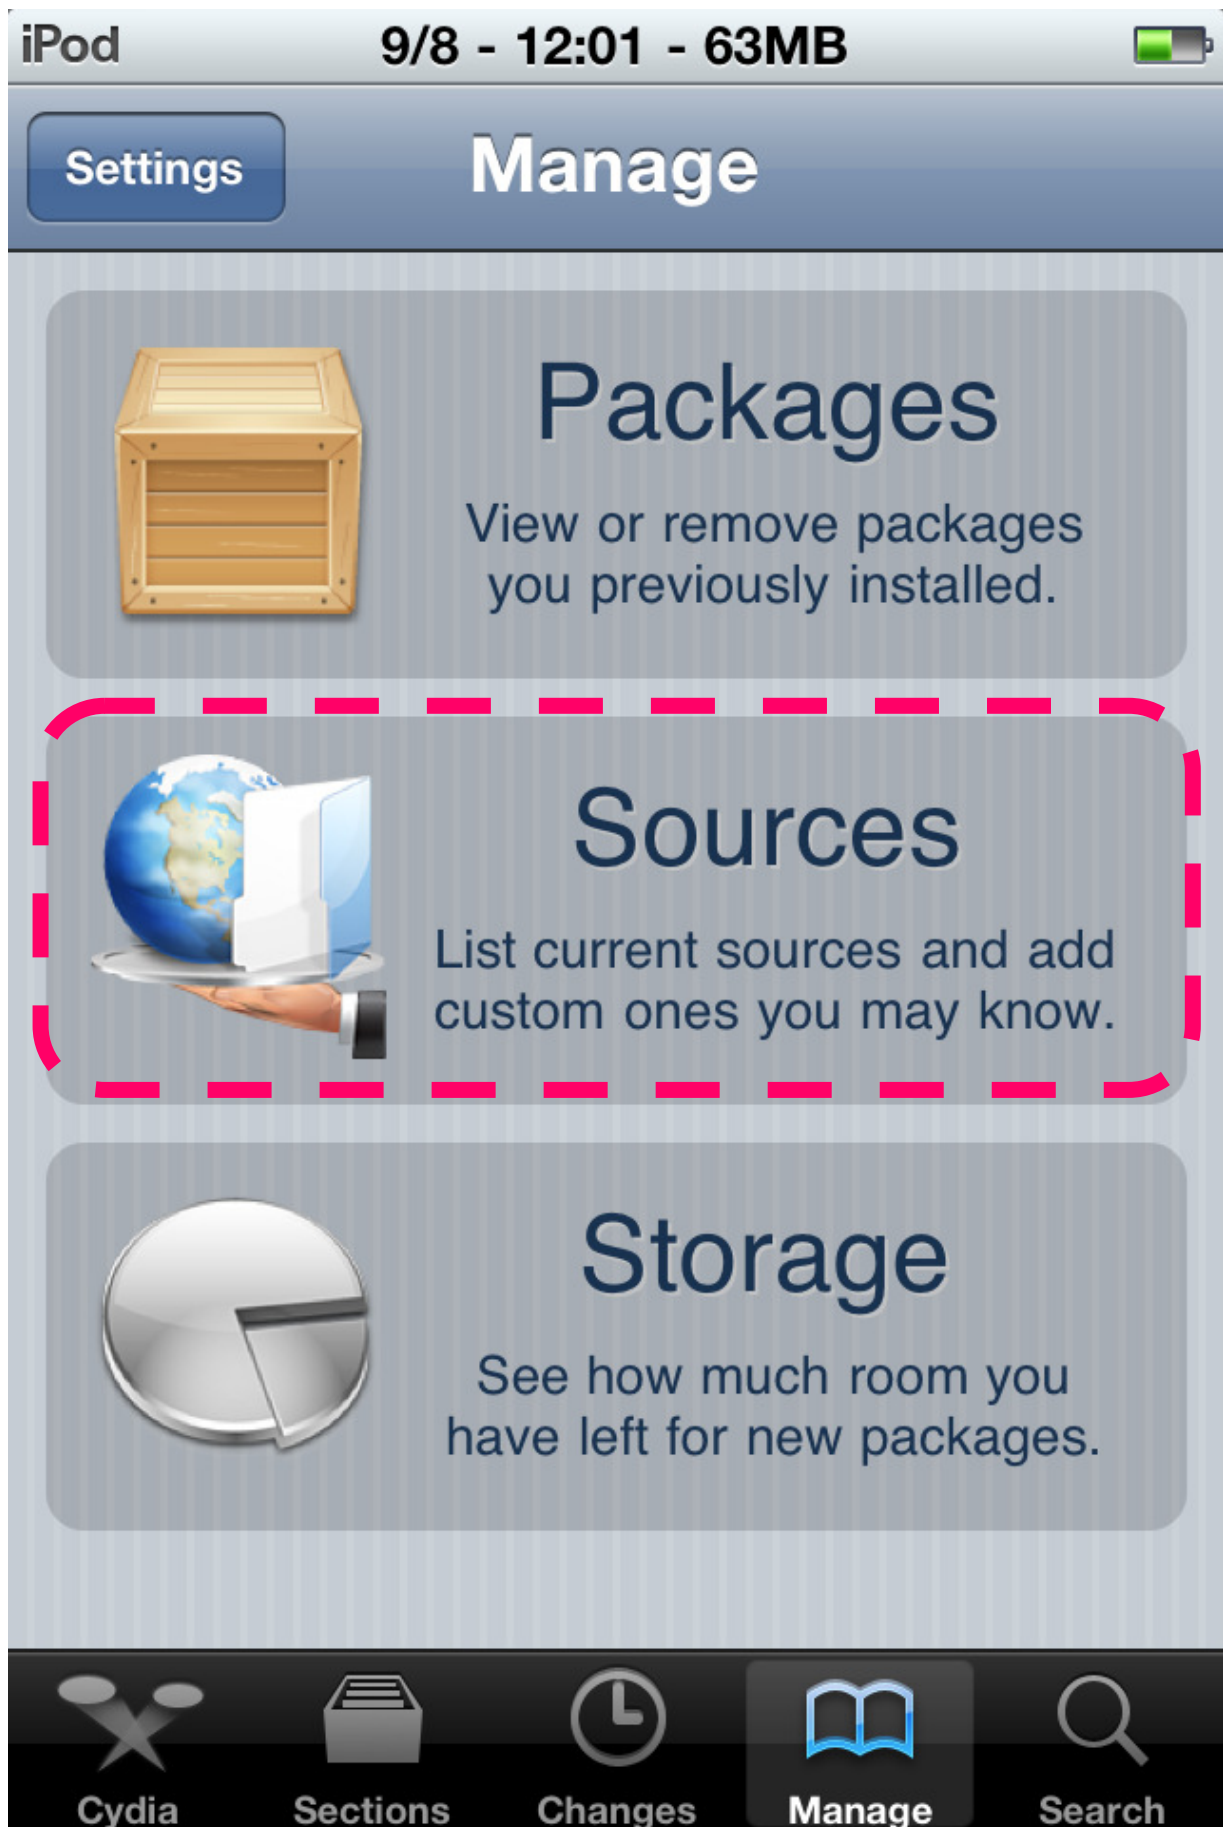 iPod 9/8 - 12:01 - 63MB
Settings Manage
Packages
View or remove packages
you previously installed.
Sources
List current sources and add
custom ones you may know.
Storage
See how much room you
have left for new packages.
Cydia Sections Changes Manage Search